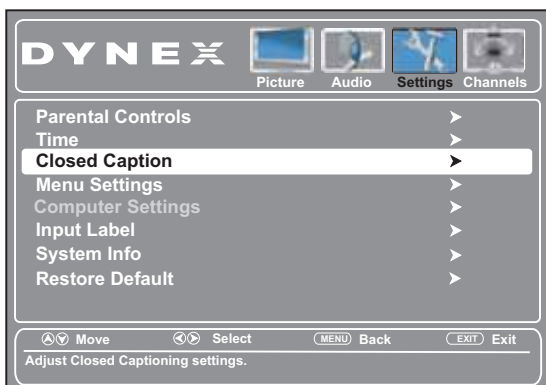 DYNEX
Picture Audio Settings Channels
Parental Controls
Time
Closed Caption
Menu Settings
Computer Settings
Input Label
System Info
Restore Default
Move Select MENU Back EXIT Exit
Adjust Closed Captioning settings.